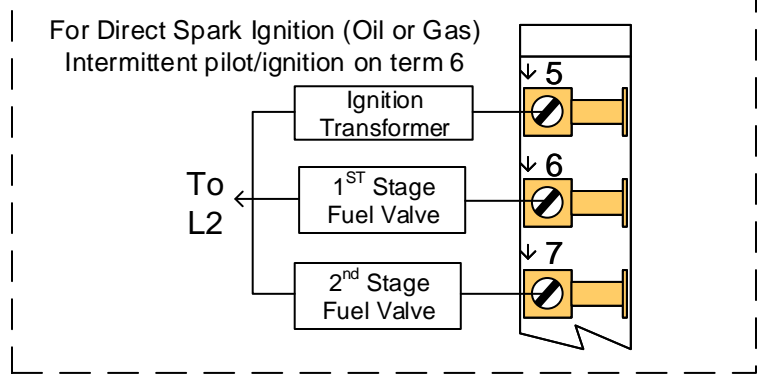 For Direct Spark Ignition (Oil or Gas)
Intermittent pilot/ignition on term 6
5
Ignition
Transformer
6
To
L2
1ST Stage
Fuel Valve
7
2nd Stage
Fuel Valve